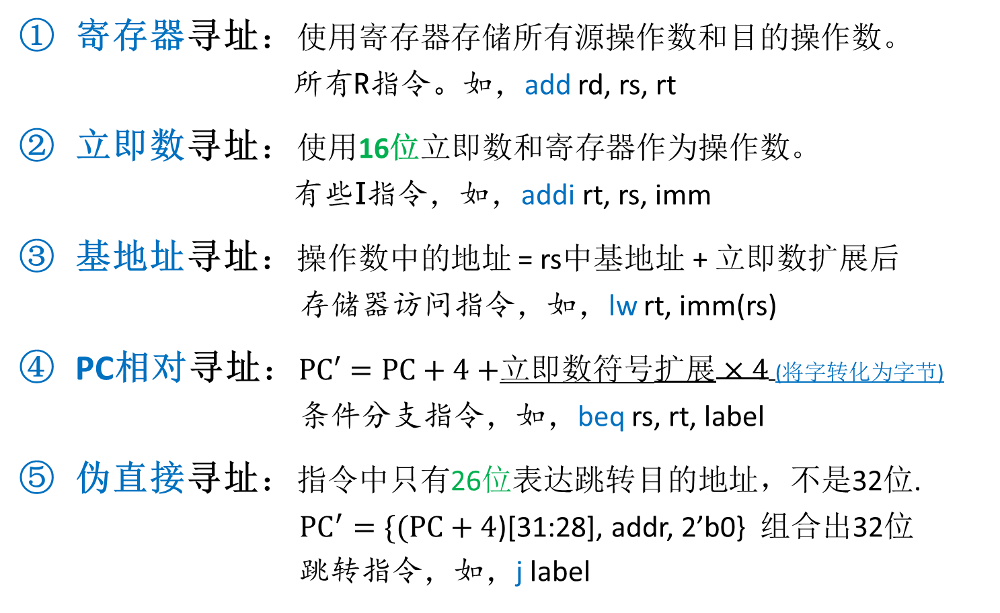 ① 寄存器寻址：使用寄存器存储所有源操作数和目的操作数。
所有R指令。如，add rd, rs, rt
② 立即数寻址：使用16位立即数和寄存器作为操作数。
有些I指令，如，addi rt, rs, imm
③ 基地址寻址：操作数中的地址 = rs中基地址 + 立即数扩展后
存储器访问指令，如，lw rt, imm(rs)
④ PC相对寻址：PC′ = PC + 4 +立即数符号扩展 × 4 (将字转化为字节)
条件分支指令，如，beq rs, rt, label
⑤ 伪直接寻址：指令中只有26位表达跳转目的地址，不是32位.
PC′ = {(PC + 4)[31:28], addr, 2’b0} 组合出32位
跳转指令，如，j label